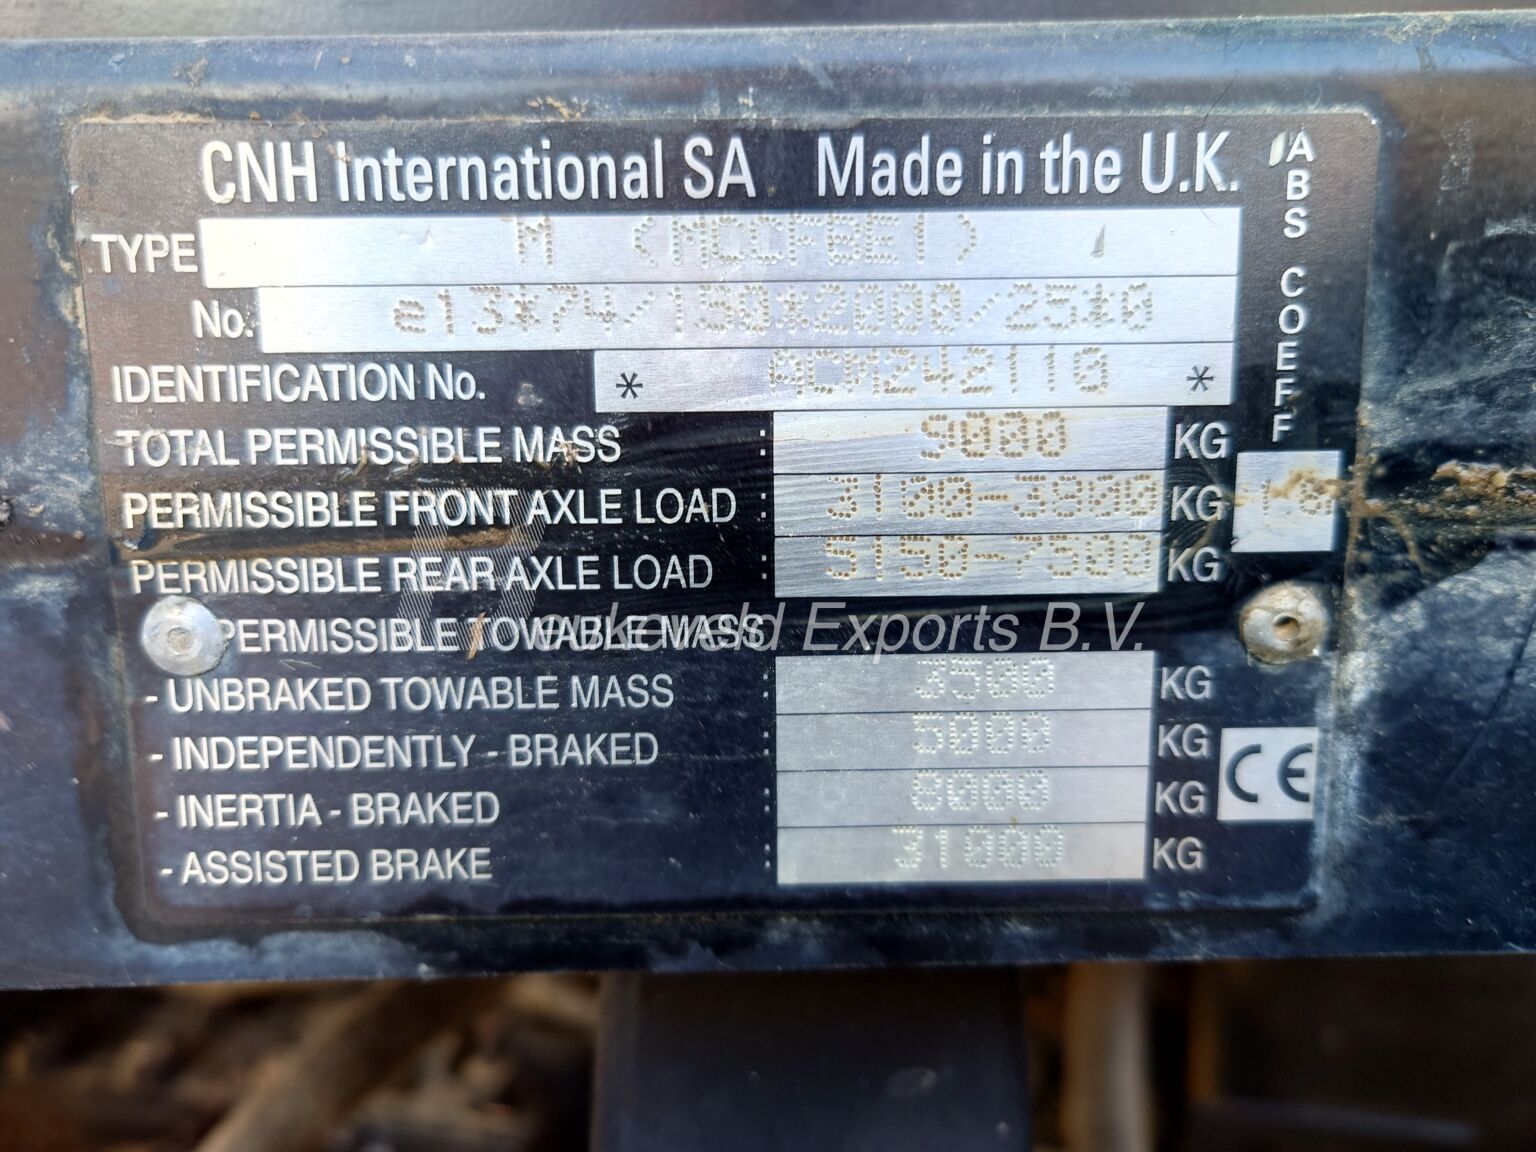 CNH International SA Made in the U.K.
TYPE 'M (MCCFBE1)
No. e13*74/150*2000/25*0
IDENTIFICATION No. * ACM242110 *
TOTAL PERMISSIBLE MASS : 9000 KG
PERMISSIBLE FRONT AXLE LOAD : 3100-3800 KG
PERMISSIBLE REAR AXLE LOAD : 5150-7500 KG
PERMISSIBLE TOWABLE MASS
- UNBRAKED TOWABLE MASS : 3500 KG
- INDEPENDENTLY - BRAKED : 5000 KG
- INERTIA - BRAKED : 8000 KG
- ASSISTED BRAKE : 31000 KG
ABS COEFF
CE
Exports B.V.